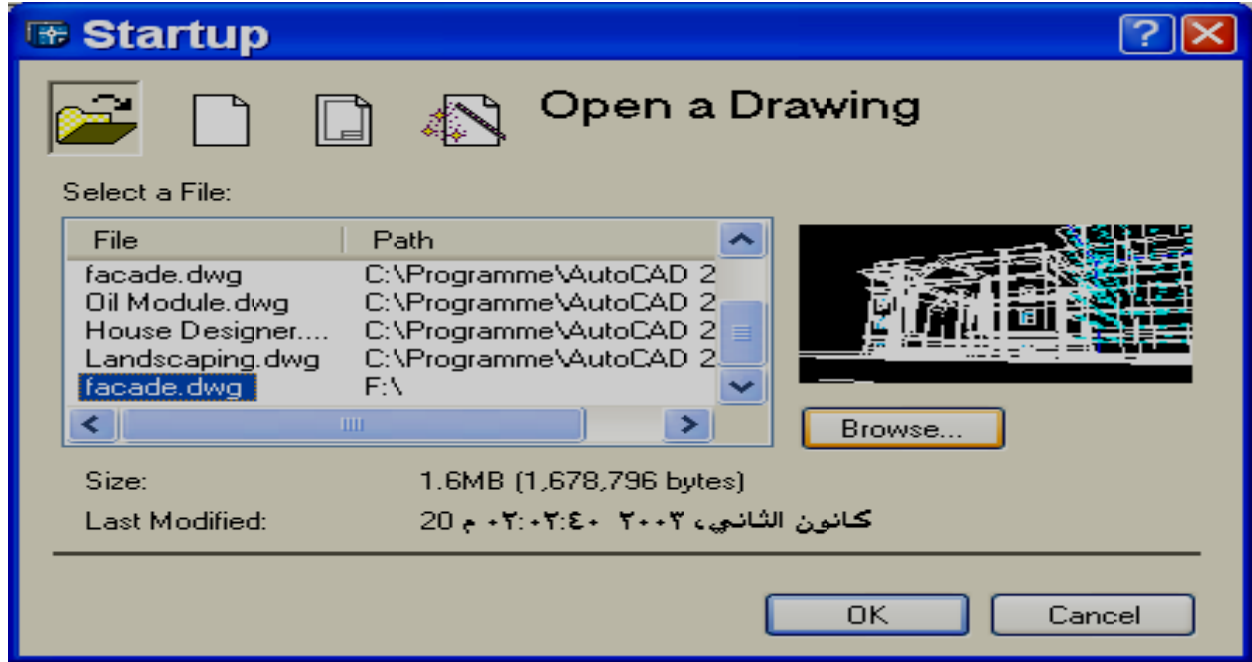 Startup
Open a Drawing
Select a File:
File Path
facade.dwg C:\Programme\AutoCAD 2
Oil Module.dwg C:\Programme\AutoCAD 2
House Designer.... C:\Programme\AutoCAD 2
Landscaping.dwg C:\Programme\AutoCAD 2
facade.dwg F:\
Browse...
Size: 1.6MB (1,678,796 bytes)
Last Modified: 20 كانون الثاني، ٢٠٠٣ ٠٢:٠٢:٤٠ م
OK Cancel